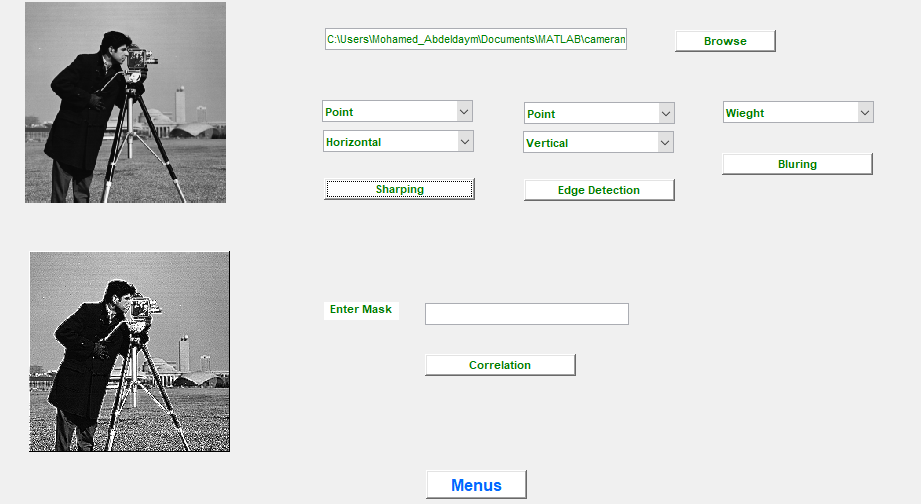 C:\Users\Mohamed_Abdeldaym\Documents\MATLAB\cameran
Browse
Point
Point
Wieght
Horizontal
Vertical
Bluring
Sharping
Edge Detection
Enter Mask
Correlation
Menus